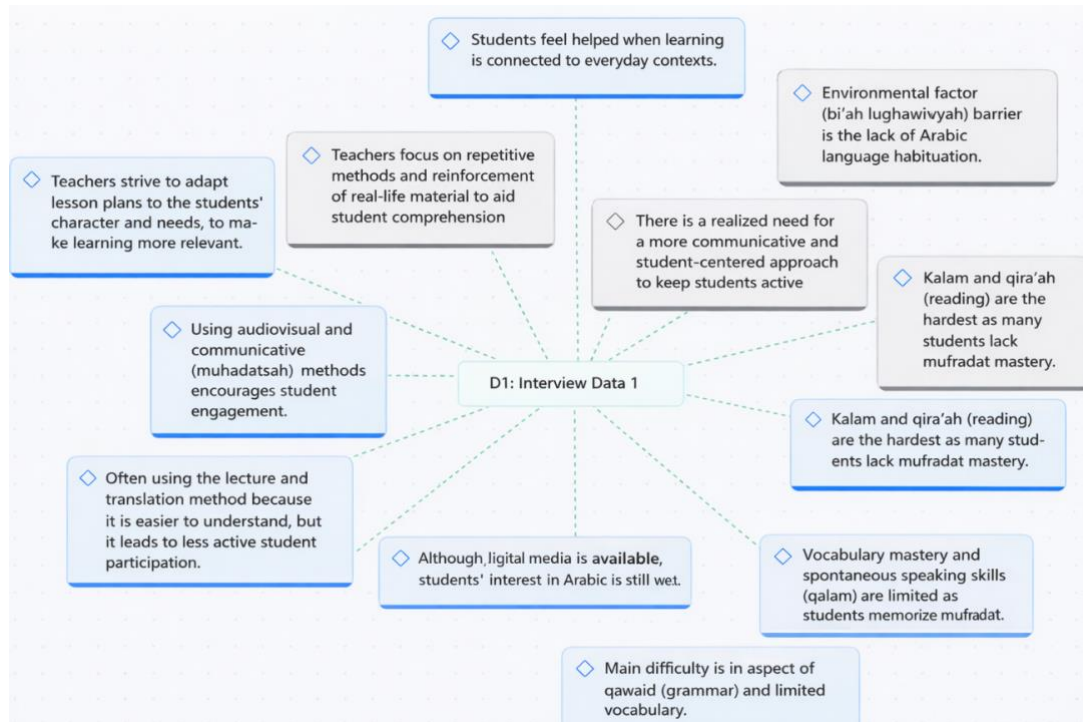 Students feel helped when learning
is connected to everyday contexts.
Environmental factor
(bi'ah lughawivyah) barrier
is the lack of Arabic
language habituation.
Teachers focus on repetitive
methods and reinforcement
of real-life material to aid
student comprehension
Teachers strive to adapt
lesson plans to the students'
character and needs, to ma-
ke learning more relevant.
There is a realized need for
a more communicative and
student-centered approach
to keep students active
Kalam and qira'ah
(reading) are the
hardest as many
students lack
mufradat mastery.
Using audiovisual and
communicative
(muhadatsah) methods
encourages student
engagement.
D1: Interview Data 1
Kalam and qira'ah (reading)
are the hardest as many stud-
ents lack mufradat mastery.
Often using the lecture and
translation method because
it is easier to understand, but
it leads to less active student
participation.
Although, ligital media is available,
students' interest in Arabic is still wet.
Vocabulary mastery and
spontaneous speaking skills
(qalam) are limited as
students memorize mufradat.
Main difficulty is in aspect of
qawaid (grammar) and limited
vocabulary.